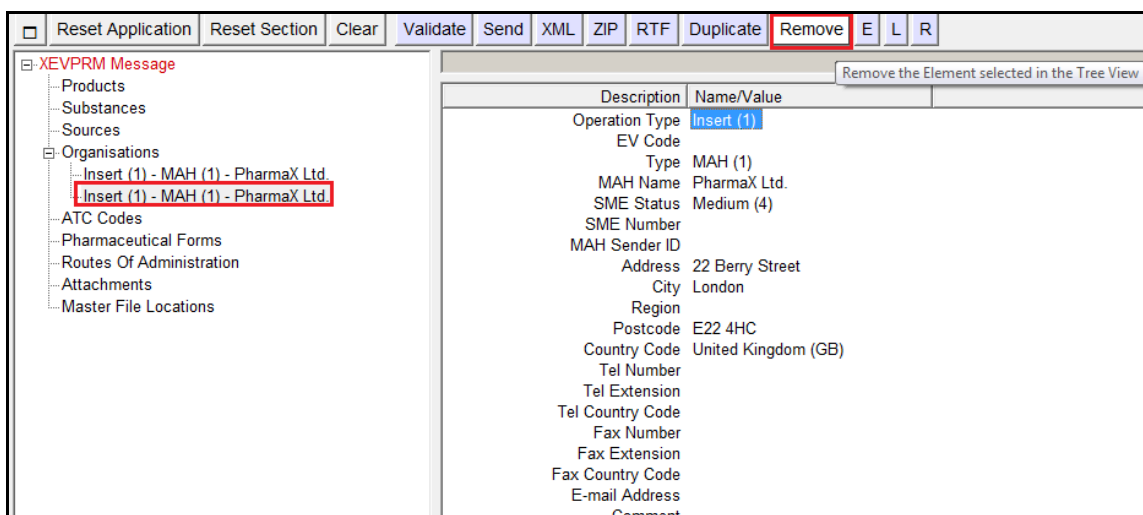 Reset Application Reset Section Clear Validate Send XML ZIP RTF Duplicate Remove E L R
Remove the Element selected in the Tree View
XEVPRM Message
Products
Substances
Sources
Organisations
Insert (1) - MAH (1) - PharmaX Ltd.
Insert (1) - MAH (1) - PharmaX Ltd.
ATC Codes
Pharmaceutical Forms
Routes Of Administration
Attachments
Master File Locations
Description Name/Value
Operation Type Insert (1)
EV Code
Type MAH (1)
MAH Name PharmaX Ltd.
SME Status Medium (4)
SME Number
MAH Sender ID
Address 22 Berry Street
City London
Region
Postcode E22 4HC
Country Code United Kingdom (GB)
Tel Number
Tel Extension
Tel Country Code
Fax Number
Fax Extension
Fax Country Code
E-mail Address
Comment